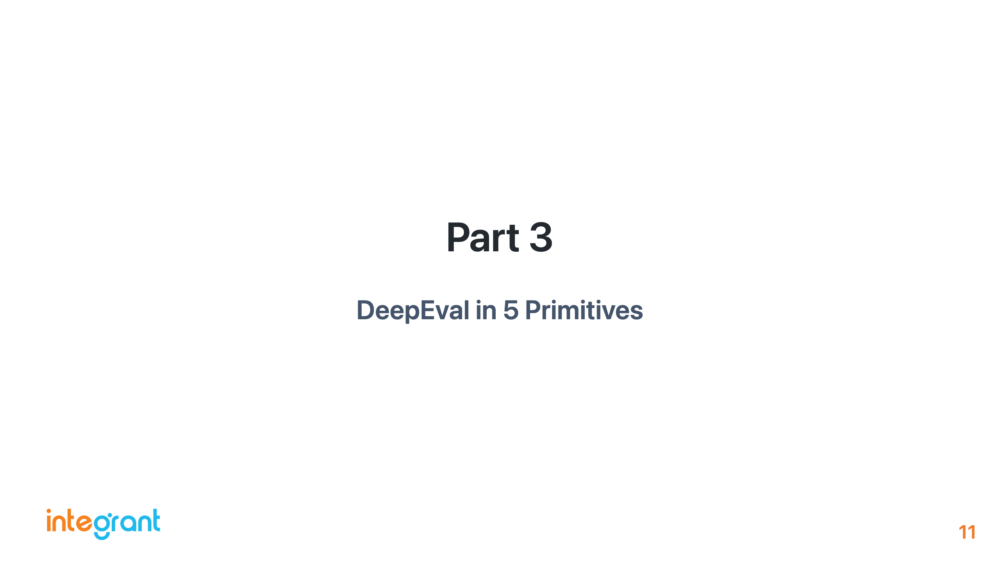 Part 3
DeepEval in 5 Primitives
integrant
11